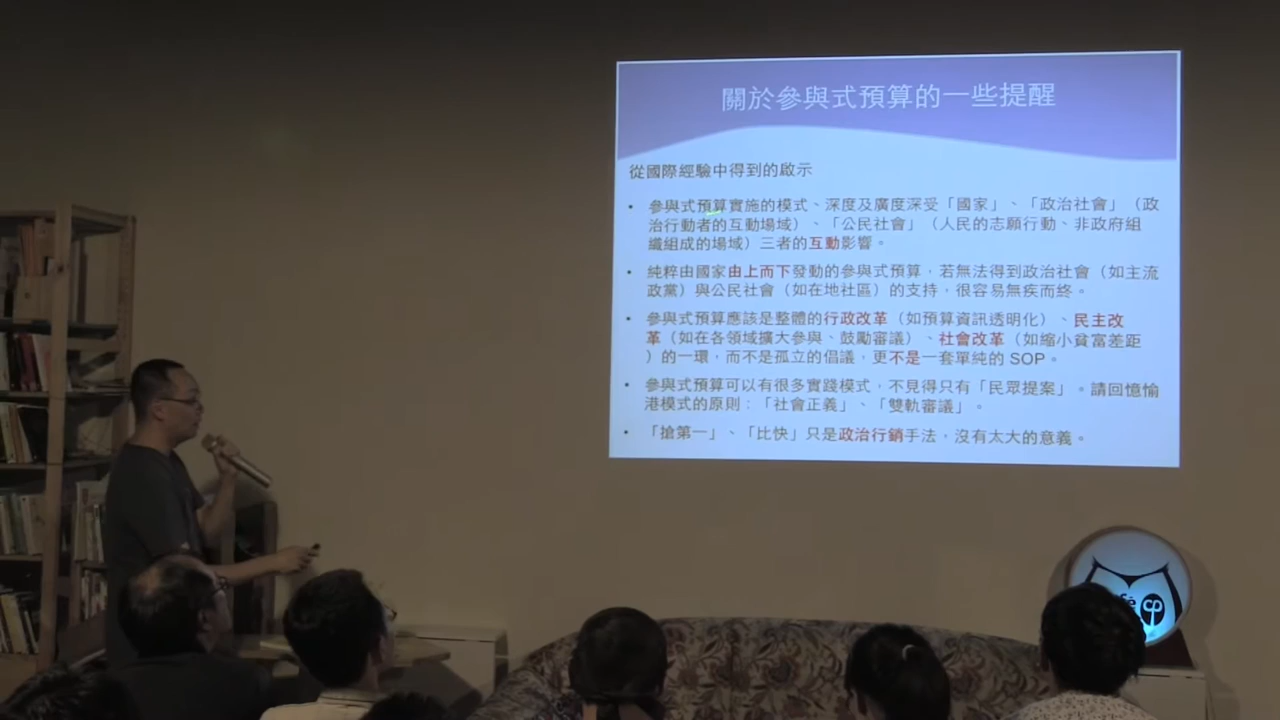 關於參與式預算的一些提醒
從國際經驗中得到的啟示
• 參與式預算實施的模式、深度及廣度深受「國家」、「政治社會」（政
治行動者的互動場域）、「公民社會」（人民的志願行動、非政府組
織組成的場域）三者的互動影響。
• 純粹由國家由上而下發動的參與式預算，若無法得到政治社會（如主流
政黨）與公民社會（如在地社區）的支持，很容易無疾而終。
• 參與式預算應該是整體的行政改革（如預算資訊透明化）、民主改
革（如在各領域擴大參與、鼓勵審議）、社會改革（如縮小貧富差距
）的一環，而不是孤立的倡議，更不是一套單純的 SOP。
• 參與式預算可以有很多實踐模式，不見得只有「民眾提案」。請回憶愉
港模式的原則：「社會正義」、「雙軌審議」。
• 「搶第一」、「比快」只是政治行銷手法，沒有太大的意義。